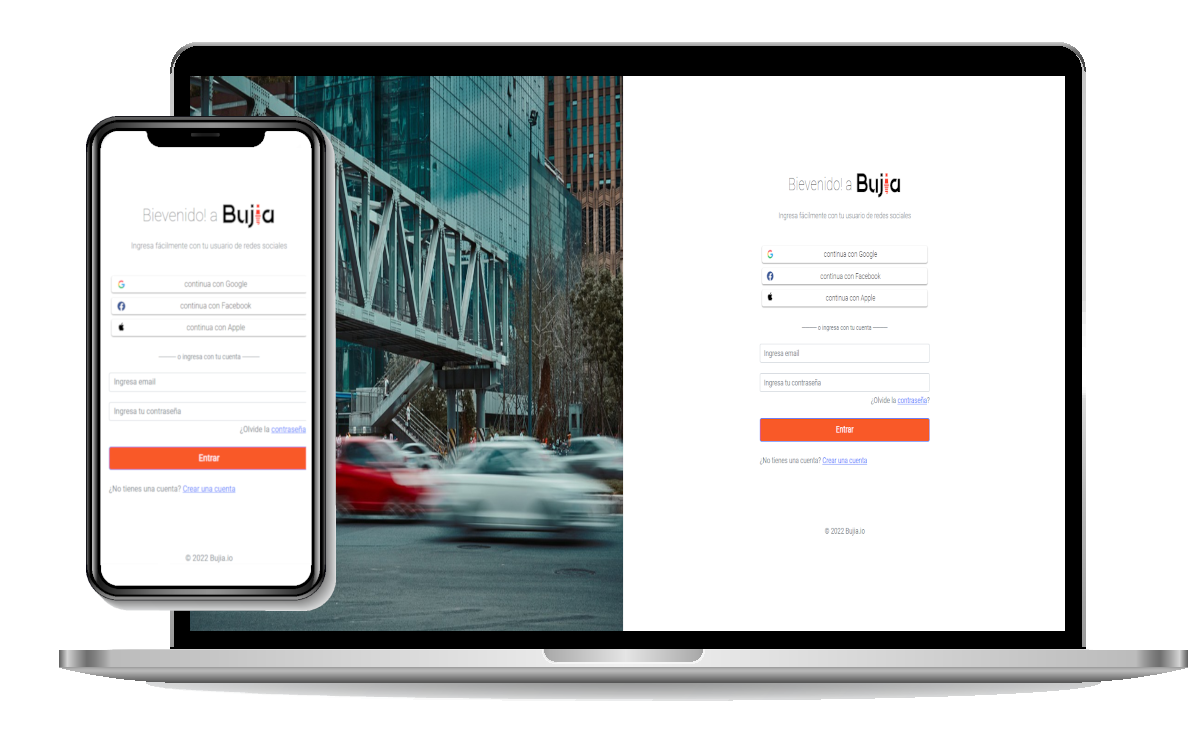 Bievenido! a Bujia
Ingresa fácilmente con tu usuario de redes sociales
continua con Google
continua con Facebook
continua con Apple
o ingresa con tu cuenta
Ingresa email
Ingresa tu contraseña
¿Olvide la contraseña
Entrar
¿No tienes una cuenta? Crear una cuenta
© 2022 Bujia.io
Bievenido! a Bujia
Ingresa fácilmente con tu usuario de redes sociales
continua con Google
continua con Facebook
continua con Apple
o ingresa con tu cuenta
Ingresa email
Ingresa tu contraseña
¿Olvide la contraseña?
Entrar
¿No tienes una cuenta? Crear una cuenta
© 2022 Bujia.io